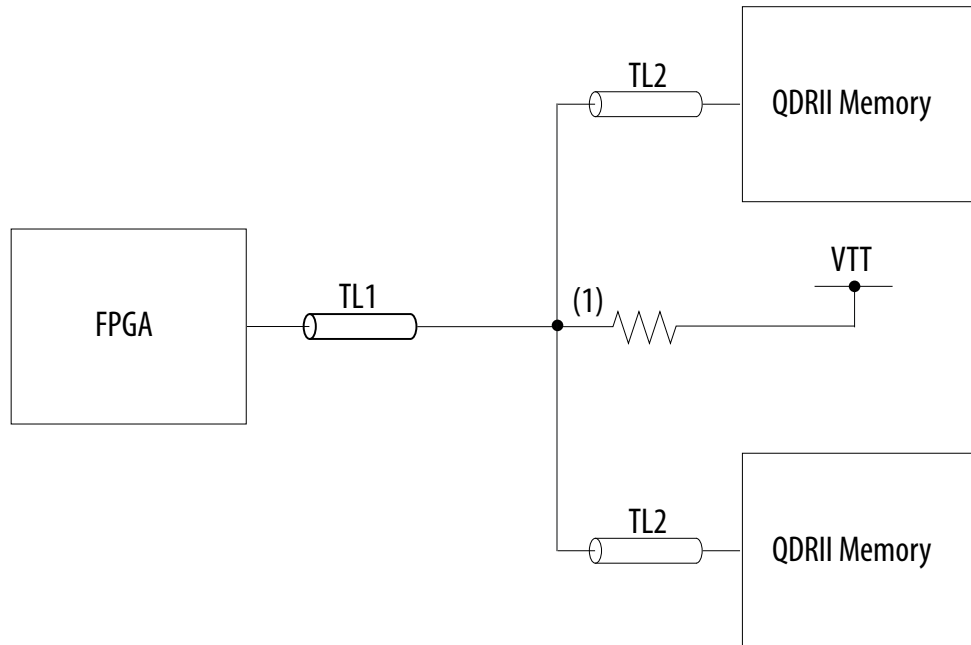 TL2
QDRII Memory
VTT
FPGA
TL1
(1)
TL2
QDRII Memory